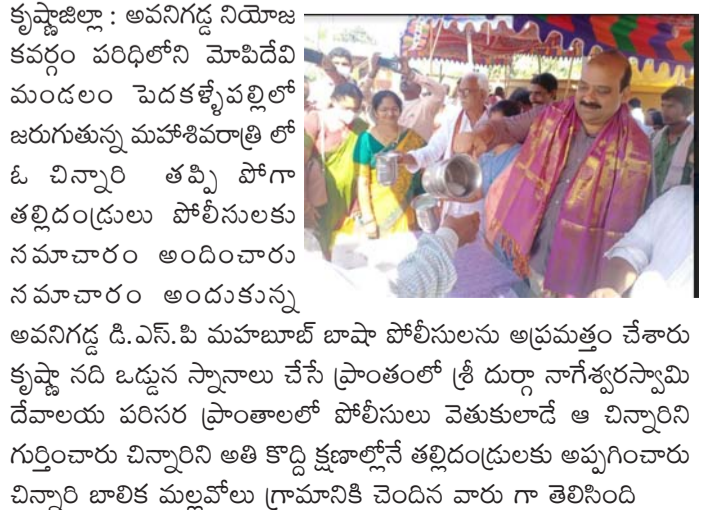 కృష్ణాజిల్లా : అవనిగడ్డ నియోజ
కవర్గం పరిధిలోని మోపిదేవి
మండలం పెదకళ్ళేపల్లిలో
జరుగుతున్న మహాశివరాత్రి లో
ఓ చిన్నారి తప్పి పోగా
తల్లిదండ్రులు పోలీసులకు
సమాచారం అందించారు
సమాచారం అందుకున్న
అవనిగడ్డ డి.ఎస్.పి మహబూబ్ బాషా పోలీసులను అప్రమత్తం చేశారు
కృష్ణా నది ఒడ్డున స్నానాలు చేసే ప్రాంతంలో శ్రీ దుర్గా నాగేశ్వరస్వామి
దేవాలయ పరిసర ప్రాంతాలలో పోలీసులు వెతుకులాడే ఆ చిన్నారిని
గుర్తించారు చిన్నారిని అతి కొద్ది క్షణాల్లోనే తల్లిదండ్రులకు అప్పగించారు
చిన్నారి బాలిక మల్లవోలు గ్రామానికి చెందిన వారు గా తెలిసింది